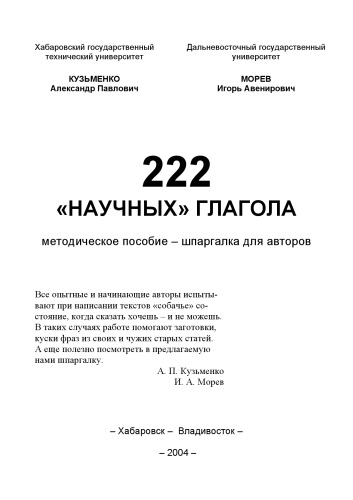 Хабаровский государственный
технический университет
Дальневосточный государственный
университет
КУЗЬМЕНКО
Александр Павлович
МОРЕВ
Игорь Авенирович
222
«НАУЧНЫХ» ГЛАГОЛА
методическое пособие – шпаргалка для авторов
Все опытные и начинающие авторы испыты-
вают при написании текстов «собачье» со-
стояние, когда сказать хочешь – и не можешь.
В таких случаях работе помогают заготовки,
куски фраз из своих и чужих старых статей.
А еще полезно посмотреть в предлагаемую
нами шпаргалку.
А. П. Кузьменко
И. А. Морев
– Хабаровск – Владивосток –
– 2004 –